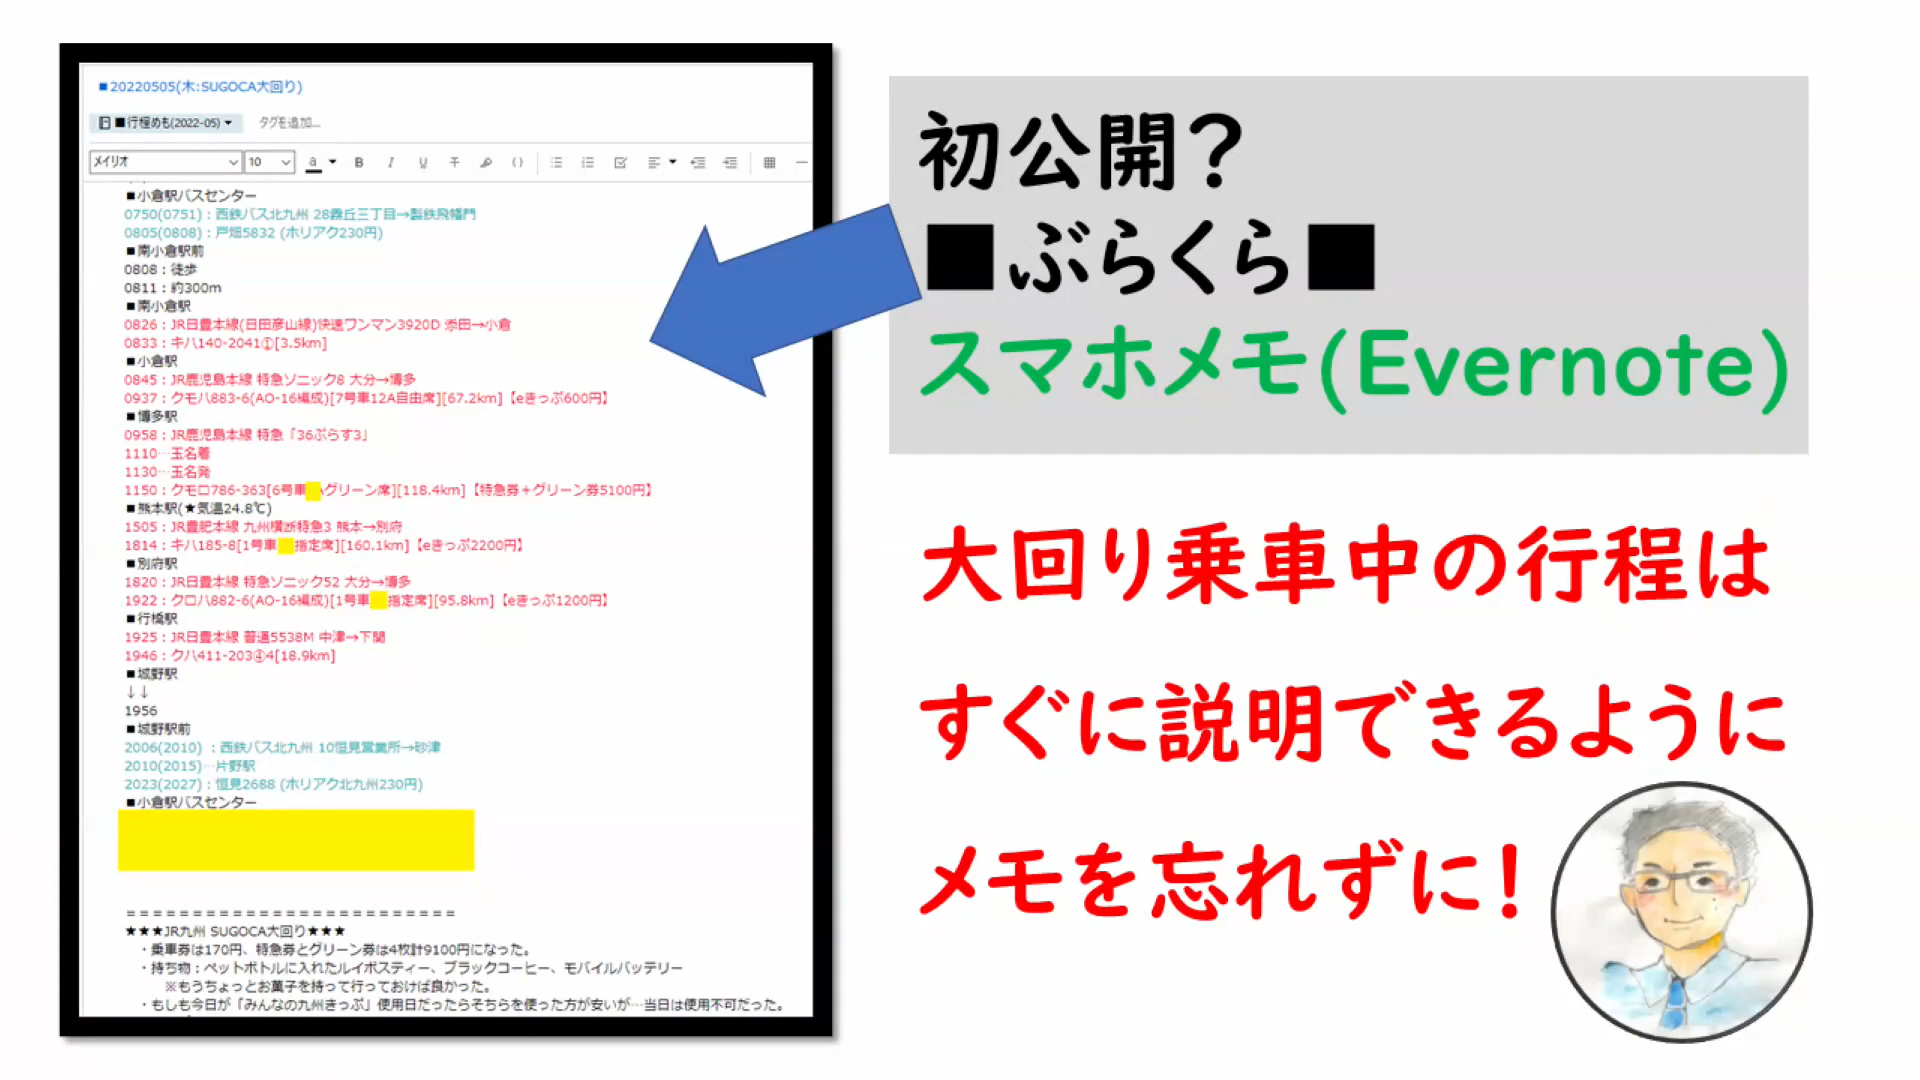 ■20220505(木:SUGOCA大回り)
■行程めも(2022-05) タグを追加...
メイリオ 10 a B I U T
■小倉駅バスセンター
0750(0751)：西鉄バス北九州 28霧丘三丁目→製鉄飛幡門
0805(0808)：戸畑5832 (ホリアク230円)
■南小倉駅前
0808：徒歩
0811：約300m
■南小倉駅
0826：JR日豊本線(日田彦山線)快速ワンマン3920D 添田→小倉
0833：キハ140-2041①[3.5km]
■小倉駅
0845：JR鹿児島本線 特急ソニック8 大分→博多
0937：クモハ883-6(AO-16編成)[7号車12A自由席][67.2km]【eきっぷ600円】
■博多駅
0958：JR鹿児島本線 特急「36ぷらす3」
1110…玉名着
1130…玉名発
1150：クモロ786-363[6号車 Aグリーン席][118.4km]【特急券＋グリーン券5100円】
■熊本駅(★気温24.8℃)
1505：JR豊肥本線 九州横断特急3 熊本→別府
1814：キハ185-8[1号車 指定席][160.1km]【eきっぷ2200円】
■別府駅
1820：JR日豊本線 特急ソニック52 大分→博多
1922：クロハ882-6(AO-16編成)[1号車 指定席][95.8km]【eきっぷ1200円】
■行橋駅
1925：JR日豊本線 普通5538M 中津→下関
1946：クハ411-203④4[18.9km]
■城野駅
↓↓
1956
■城野駅前
2006(2010) ：西鉄バス北九州 10恒見営業所→砂津
2010(2015)…片野駅
2023(2027)：恒見2688 (ホリアク北九州230円)
■小倉駅バスセンター
=========================
★★★JR九州 SUGOCA大回り★★★
・乗車券は170円、特急券とグリーン券は4枚計9100円になった。
・持ち物：ペットボトルに入れたルイボスティー、ブラックコーヒー、モバイルバッテリー
※もうちょっとお菓子を持って行っておけば良かった。
・もしも今日が「みんなの九州きっぷ」使用日だったらそちらを使った方が安いが…当日は使用不可だった。
初公開？
■ぶらくら■
スマホメモ(Evernote)
大回り乗車中の行程は
すぐに説明できるように
メモを忘れずに！